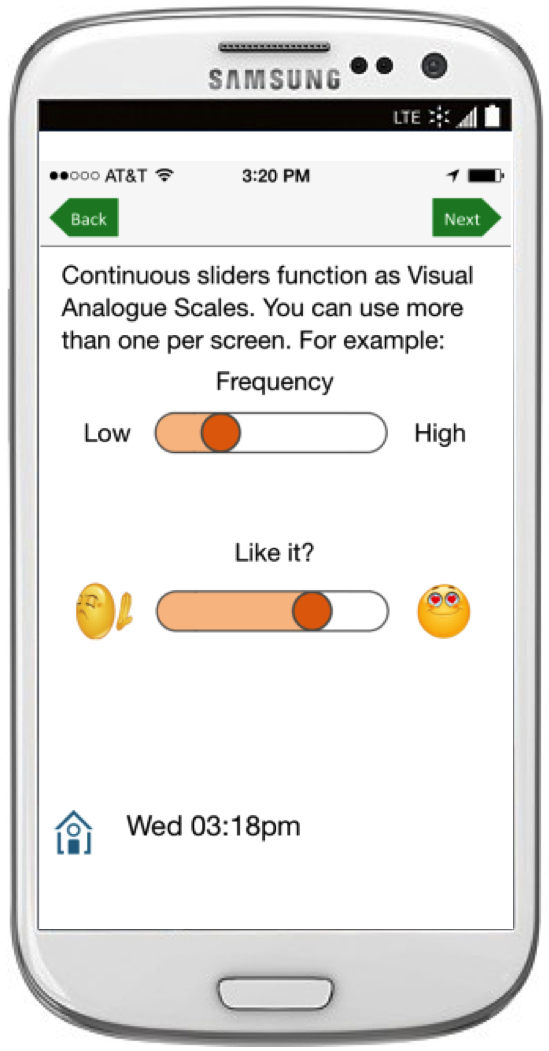 SAMSUNG
LTE
AT&T 3:20 PM
Back Next
Continuous sliders function as Visual
Analogue Scales. You can use more
than one per screen. For example:
Frequency
Low High
Like it?
Wed 03:18pm